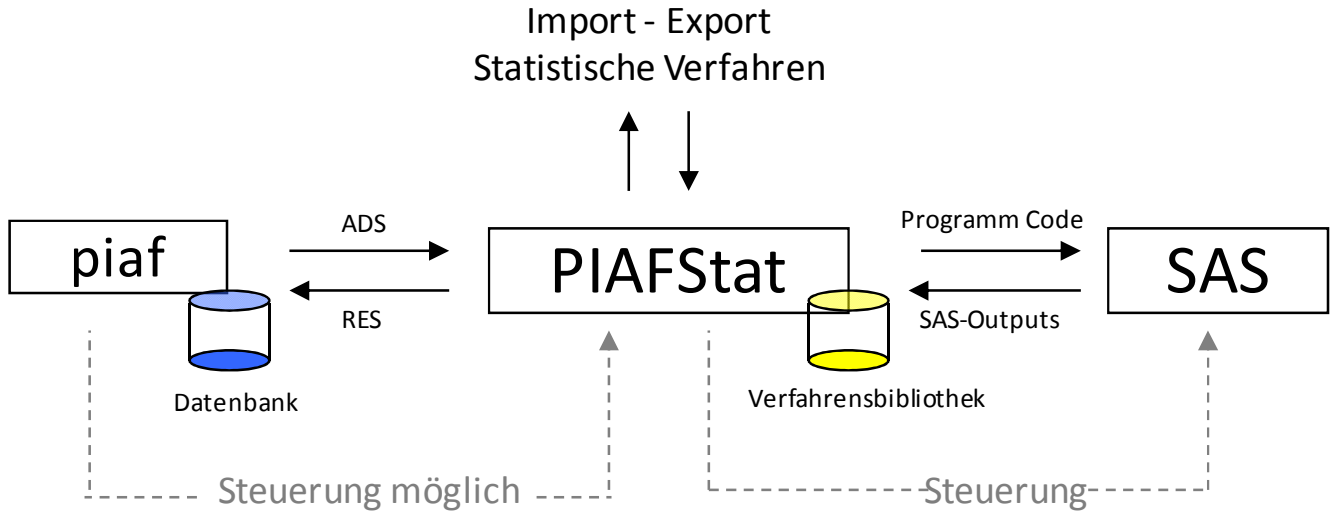 Import - Export
Statistische Verfahren
piaf
ADS
RES
PIAFStat
Programm Code
SAS-Outputs
SAS
Datenbank
Verfahrensbibliothek
Steuerung möglich
Steuerung